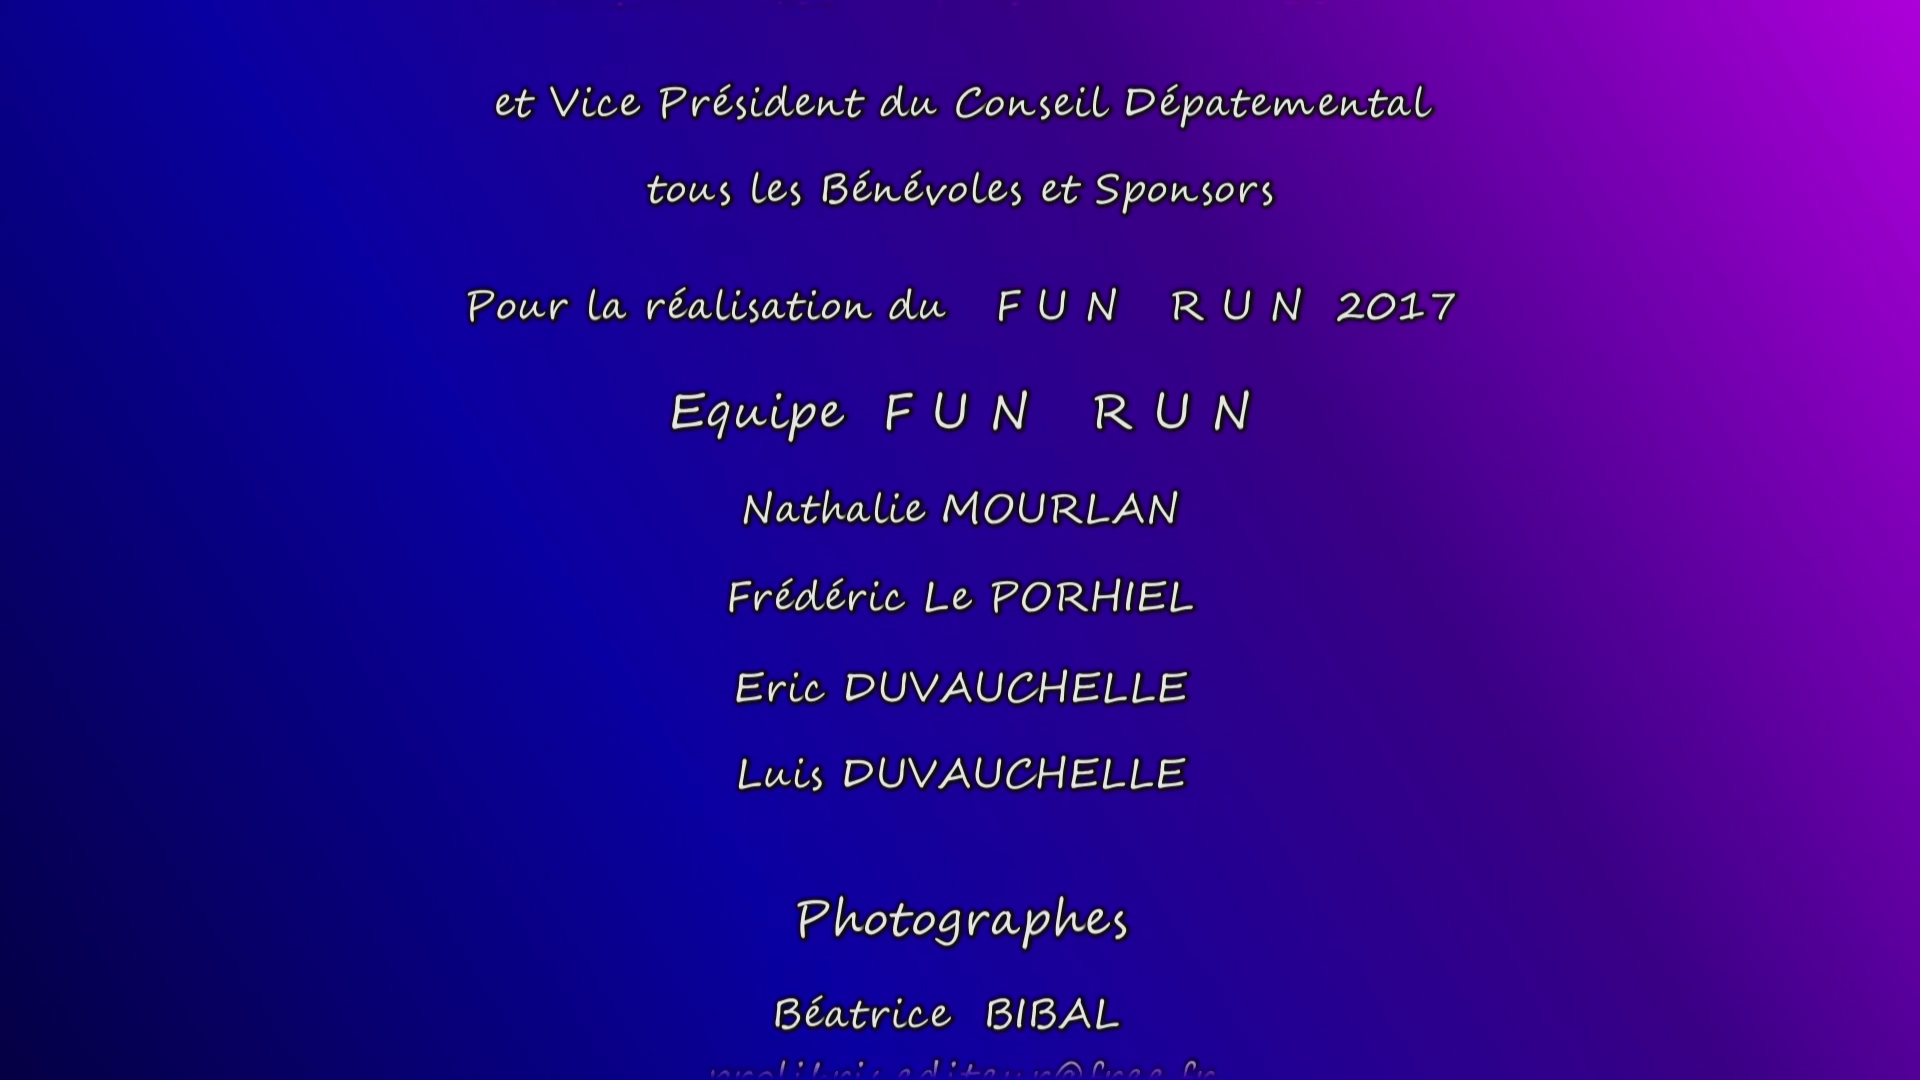 et Vice Président du Conseil Dépatemental
tous les Bénévoles et Sponsors
Pour la réalisation du F U N R U N 2017
Equipe F U N R U N
Nathalie MOURLAN
Frédéric Le PORHIEL
Eric DUVAUCHELLE
Luis DUVAUCHELLE
Photographes
Béatrice BIBAL